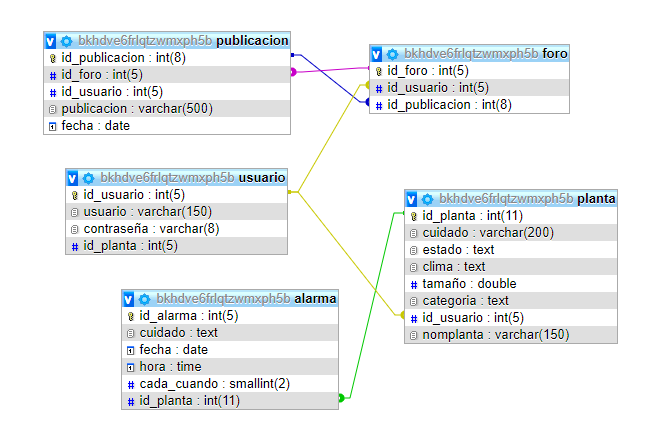 bkhdve6frlqtzwmxph5b publicacion
id_publicacion : int(8)
id_foro : int(5)
id_usuario : int(5)
publicacion : varchar(500)
fecha : date
bkhdve6frlqtzwmxph5b foro
id_foro : int(5)
id_usuario : int(5)
id_publicacion : int(8)
bkhdve6frlqtzwmxph5b usuario
id_usuario : int(5)
usuario : varchar(150)
contraseña : varchar(8)
id_planta : int(5)
bkhdve6frlqtzwmxph5b planta
id_planta : int(11)
cuidado : varchar(200)
estado : text
clima : text
tamaño : double
categoria : text
id_usuario : int(5)
nomplanta : varchar(150)
bkhdve6frlqtzwmxph5b alarma
id_alarma : int(5)
cuidado : text
fecha : date
hora : time
cada_cuando : smallint(2)
id_planta : int(11)